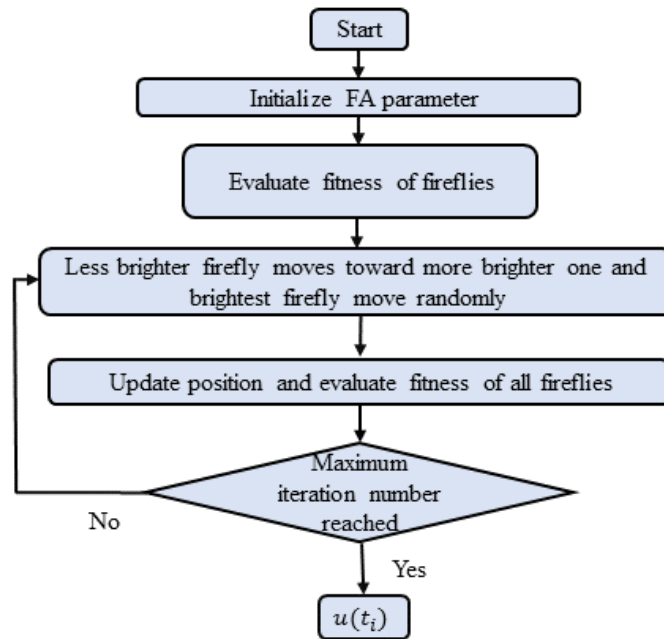 Start
Initialize FA parameter
Evaluate fitness of fireflies
Less brighter firefly moves toward more brighter one and
brightest firefly move randomly
Update position and evaluate fitness of all fireflies
Maximum
iteration number
reached
No
Yes
u(t_i)